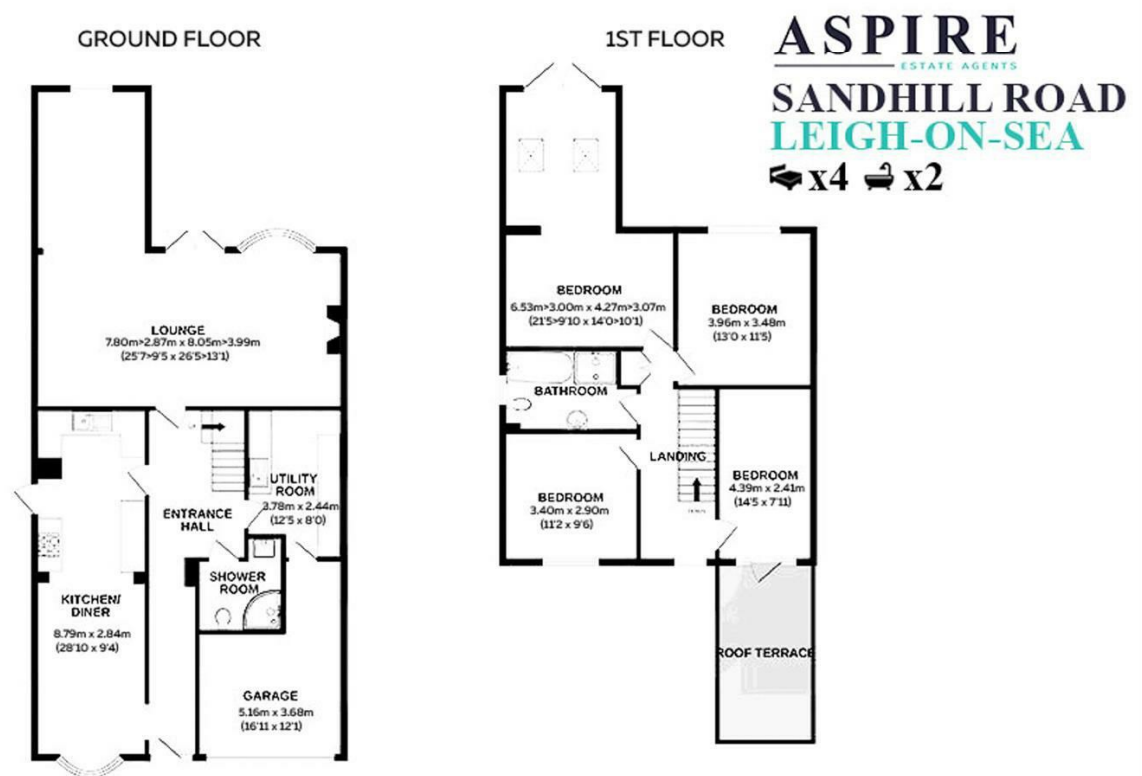 GROUND FLOOR
1ST FLOOR
ASPIRE
ESTATE AGENTS
SANDHILL ROAD
LEIGH-ON-SEA
x4 x2
LOUNGE
7.80m>2.87m x 8.05m>3.99m
(25'7>9'5 x 26'5>13'1)
UTILITY
ROOM
3.78m x 2.44m
(12'5 x 8'0)
ENTRANCE
HALL
SHOWER
ROOM
KITCHEN/
DINER
8.79m x 2.84m
(28'10 x 9'4)
GARAGE
5.16m x 3.68m
(16'11 x 12'1)
BEDROOM
6.53m>3.00m x 4.27m>3.07m
(21'5>9'10 x 14'0>10'1)
BEDROOM
3.96m x 3.48m
(13'0 x 11'5)
BATHROOM
LANDING
BEDROOM
4.39m x 2.41m
(14'5 x 7'11)
BEDROOM
3.40m x 2.90m
(11'2 x 9'6)
ROOF TERRACE